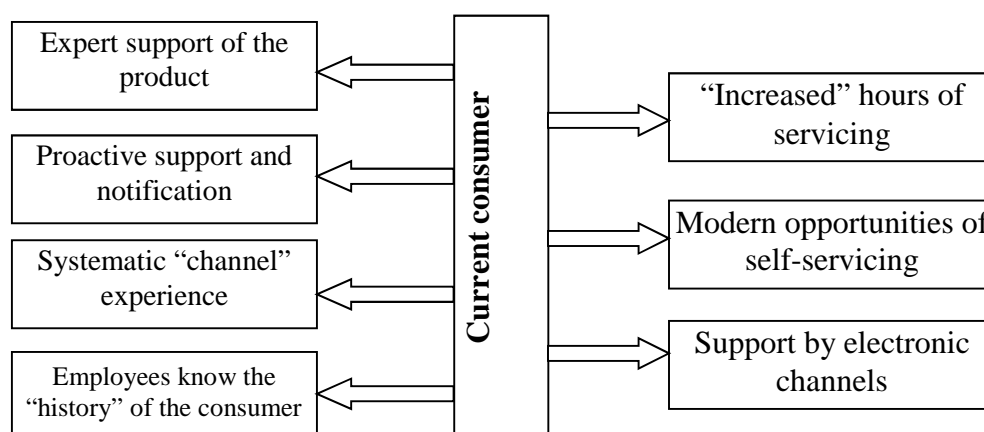 Expert support of the
product
Proactive support and
notification
Systematic “channel”
experience
Employees know the
“history” of the consumer
Current consumer
“Increased” hours of
servicing
Modern opportunities of
self-servicing
Support by electronic
channels